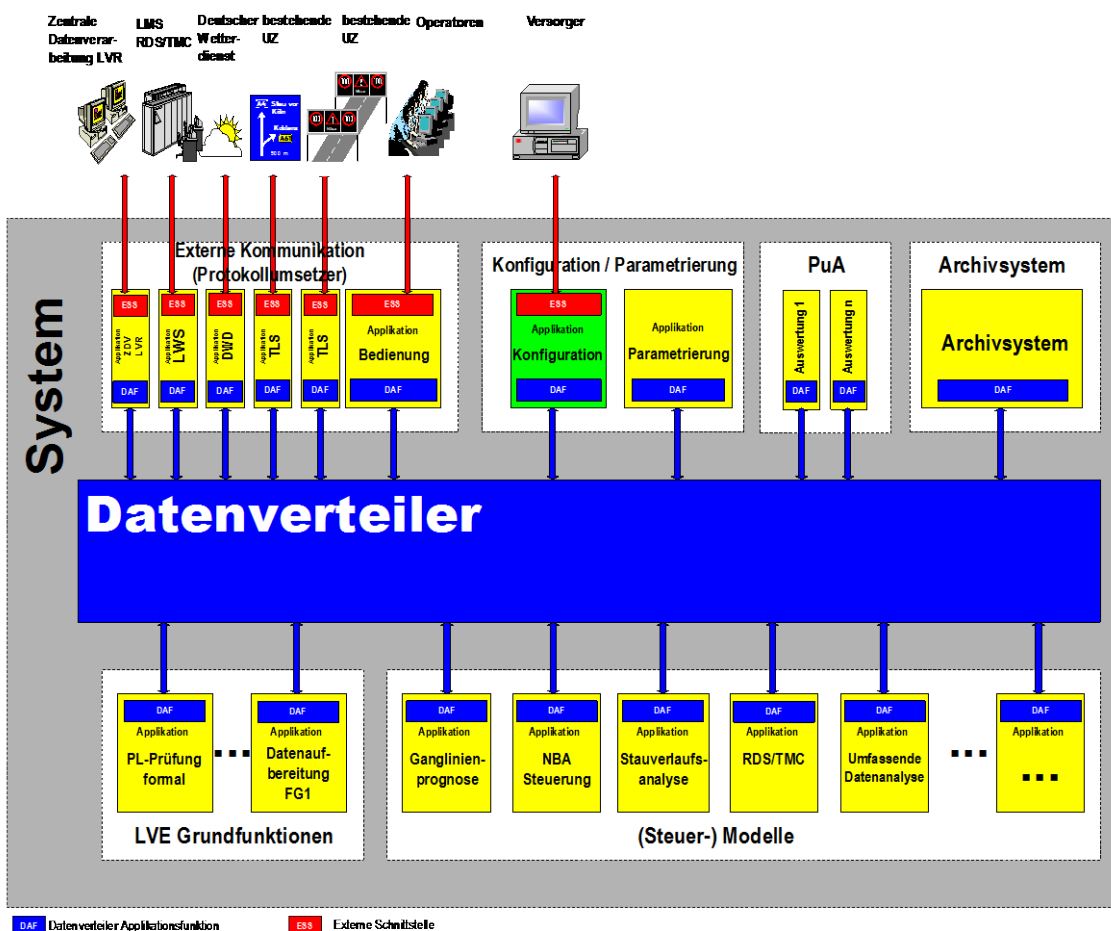 Zentrale
Datenverar-
beitung LVR
LMS
RDS/TMC
Deutscher
Wetter-
dienst
bestehende
UZ
bestehende
UZ
Operatoren
Versorger
Stau vor
Köln
Koblenz
500 m
System
Externe Kommunikation
(Protokollumsetzer)
ESS
Applikation
ZDV
LVR
DAF
ESS
Applikation
LWS
DAF
ESS
Applikation
DWD
DAF
ESS
Applikation
TLS
DAF
ESS
Applikation
TLS
DAF
ESS
Applikation
Bedienung
DAF
Konfiguration / Parametrierung
ESS
Applikation
Konfiguration
DAF
Applikation
Parametrierung
DAF
PuA
Auswertung 1
DAF
Auswertung n
DAF
Archivsystem
Archivsystem
DAF
Datenverteiler
DAF
Applikation
PL-Prüfung
formal
...
DAF
Applikation
Datenauf-
bereitung
FG1
LVE Grundfunktionen
DAF
Applikation
Ganglinien-
prognose
DAF
Applikation
NBA
Steuerung
DAF
Applikation
Stauverlaufs-
analyse
DAF
Applikation
RDS/TMC
DAF
Applikation
Umfassende
Datenanalyse
...
DAF
Applikation
...
(Steuer-) Modelle
DAF Datenverteiler Applikationsfunktion
ESS Externe Schnittstelle